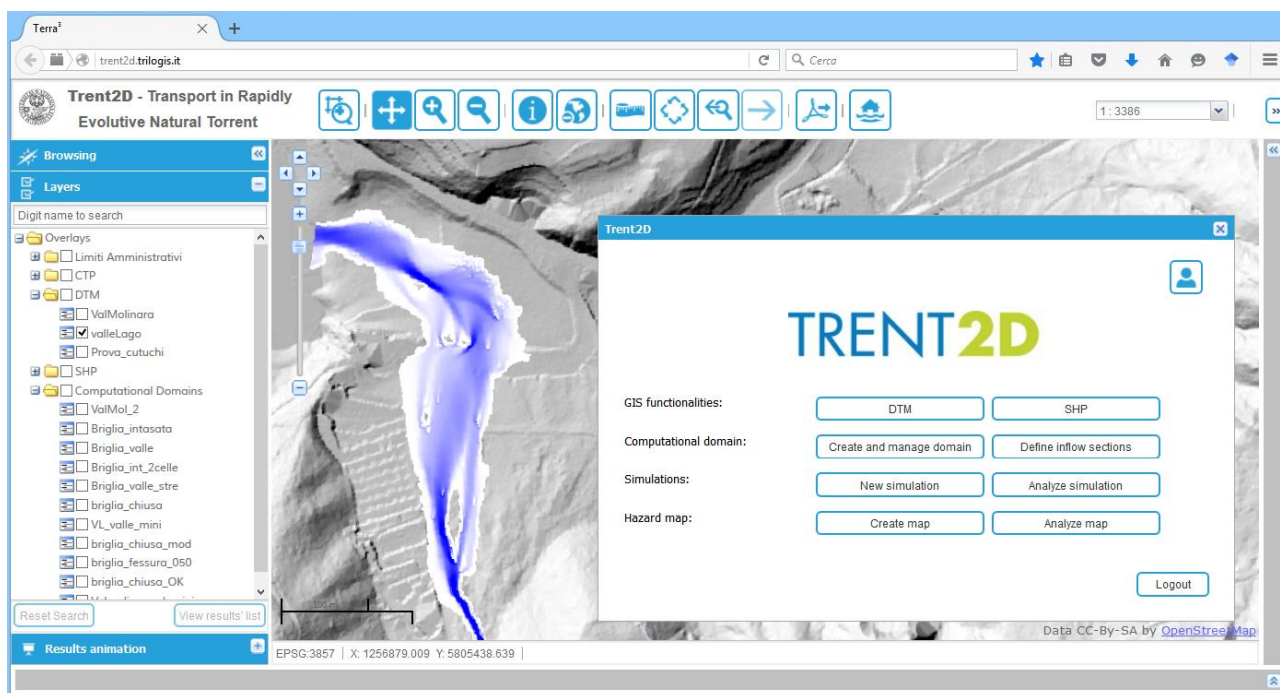 Terra³
trent2d.trilogis.it
Cerca
Trent2D - Transport in Rapidly
Evolutive Natural Torrent
1 : 3386
Browsing
Layers
Digit name to search
Overlays
Limiti Amministrativi
CTP
DTM
ValMolinara
valleLago
Prova_cutuchi
SHP
Computational Domains
ValMol_2
Briglia_intasata
Briglia_valle
Briglia_int_2celle
Briglia_valle_stre
briglia_chiusa
VL_valle_mini
briglia_chiusa_mod
briglia_fessura_050
briglia_chiusa_OK
Reset Search
View results' list
Results animation
Trent2D
TRENT2D
GIS functionalities:
DTM
SHP
Computational domain:
Create and manage domain
Define inflow sections
Simulations:
New simulation
Analyze simulation
Hazard map:
Create map
Analyze map
Logout
Data CC-By-SA by OpenStreetMap
EPSG:3857 | X: 1256879.009 Y: 5805438.639 |